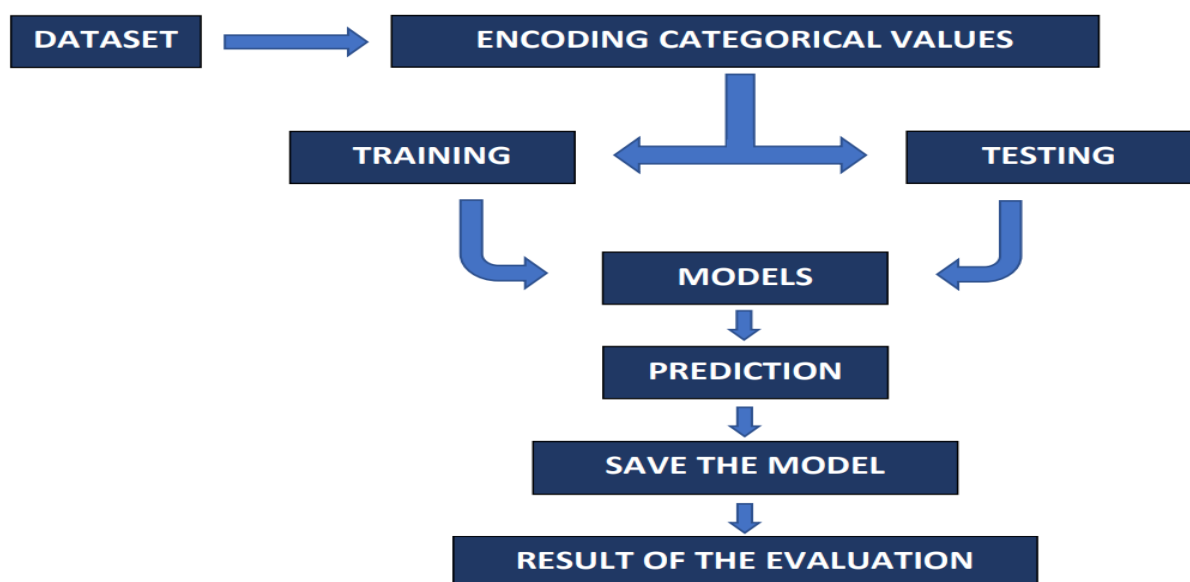 DATASET
ENCODING CATEGORICAL VALUES
TRAINING
TESTING
MODELS
PREDICTION
SAVE THE MODEL
RESULT OF THE EVALUATION